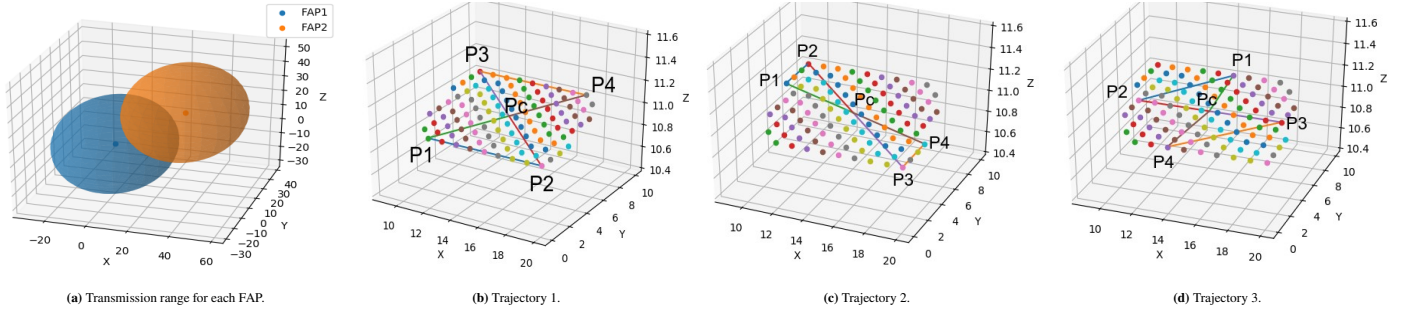 FAP1
FAP2
50
40
30
20
10
0
−10
−20
−30
Z
−20
0
20
40
60
X
−30
−20
−10
0
10
20
30
40
Y
P3
P4
Pc
P1
P2
11.6
11.4
11.2
11.0
10.8
10.6
10.4
Z
10
12
14
16
18
20
X
0
2
4
6
8
10
Y
P2
P1
Pc
P4
P3
11.6
11.4
11.2
11.0
10.8
10.6
10.4
Z
10
12
14
16
18
20
X
0
2
4
6
8
10
Y
P1
P2
Pc
P3
P4
11.6
11.4
11.2
11.0
10.8
10.6
10.4
Z
10
12
14
16
18
20
X
0
2
4
6
8
10
Y
(a) Transmission range for each FAP.
(b) Trajectory 1.
(c) Trajectory 2.
(d) Trajectory 3.